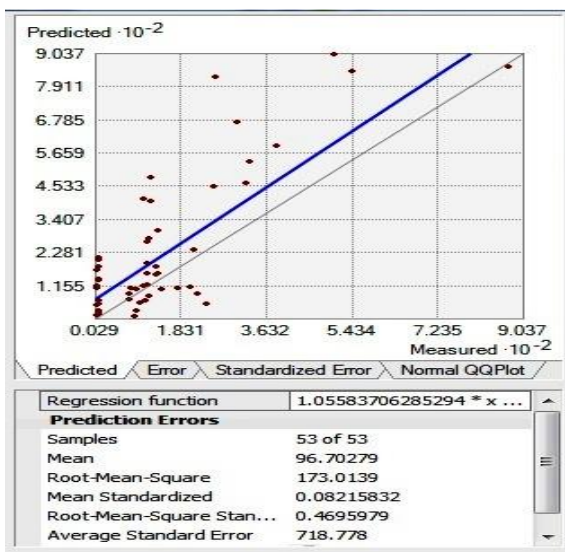 Predicted ·10⁻²
9.037
7.911
6.785
5.659
4.533
3.407
2.281
1.155
0.029 1.831 3.632 5.434 7.235 9.037
Measured ·10⁻²
Predicted Error Standardized Error Normal QQPlot
Regression function 1.05583706285294 * x ...
Prediction Errors
Samples 53 of 53
Mean 96.70279
Root-Mean-Square 173.0139
Mean Standardized 0.08215832
Root-Mean-Square Stan... 0.4695979
Average Standard Error 718.778